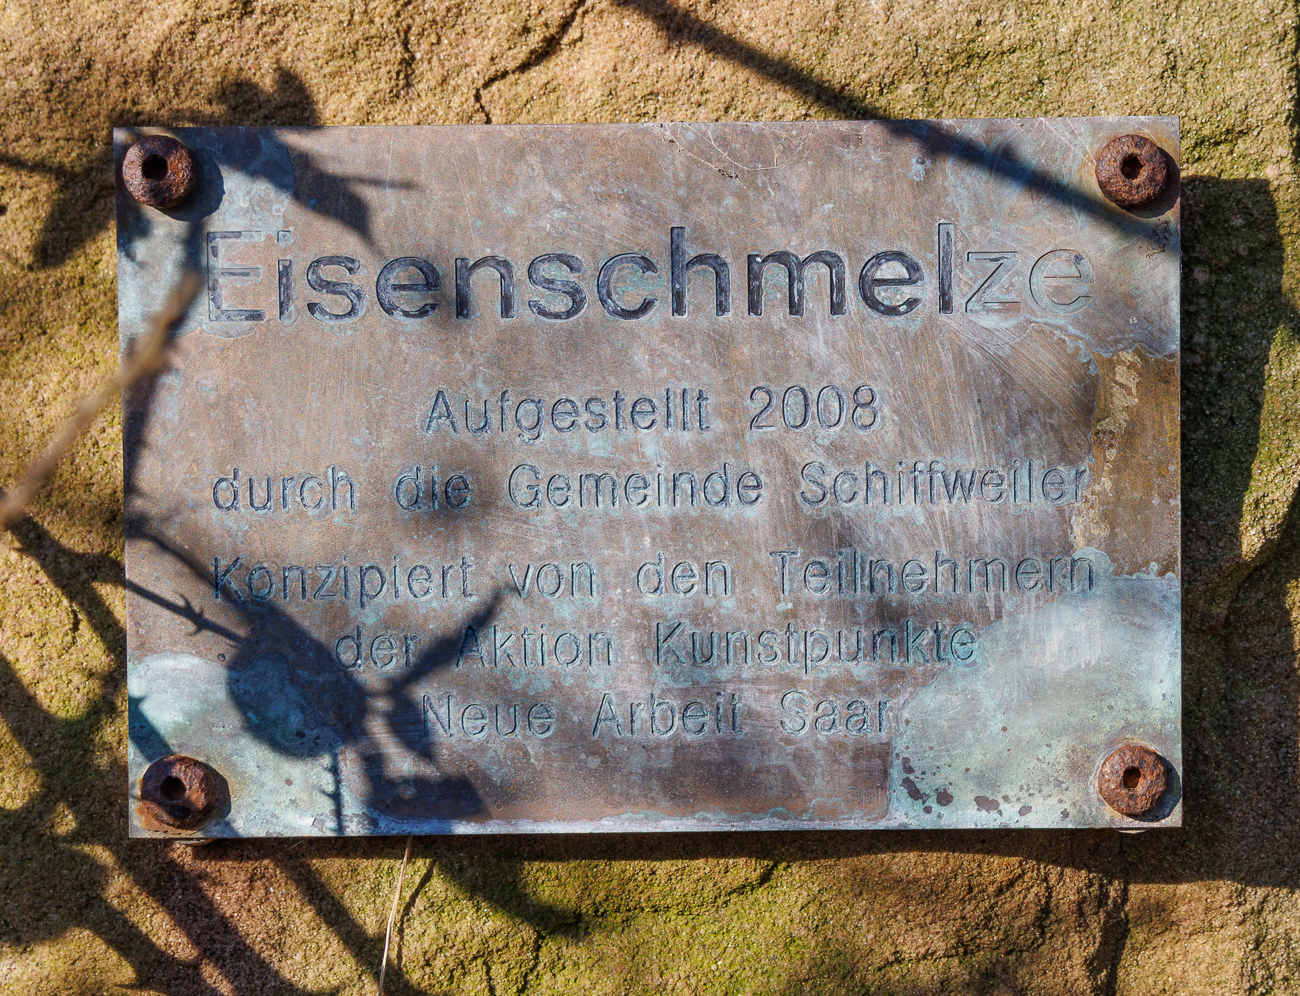 Eisenschmelze
Aufgestellt 2008
durch die Gemeinde Schiffweiler
Konzipiert von den Teilnehmern
der Aktion Kunstpunkte
Neue Arbeit Saar